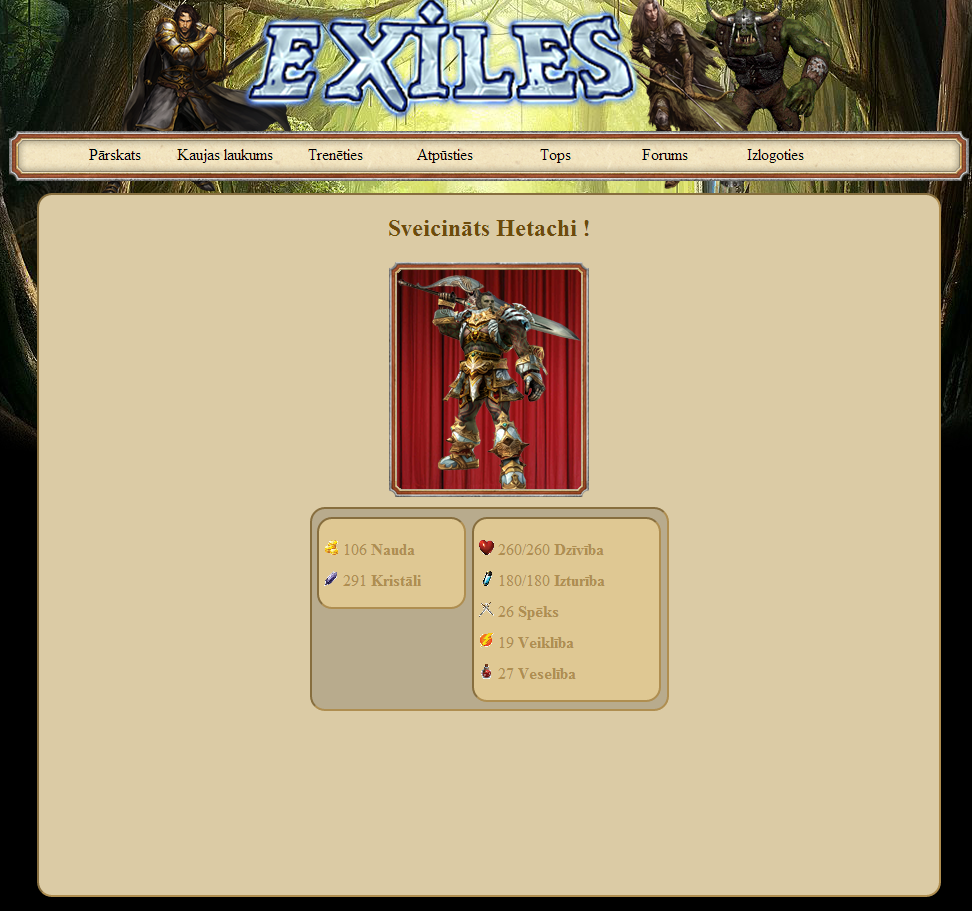 EXILES
Pārskats Kaujas laukums Trenēties Atpūsties Tops Forums Izlogoties
Sveicināts Hetachi !
106 Nauda
291 Kristāli
260/260 Dzīvība
180/180 Izturība
26 Spēks
19 Veiklība
27 Veselība